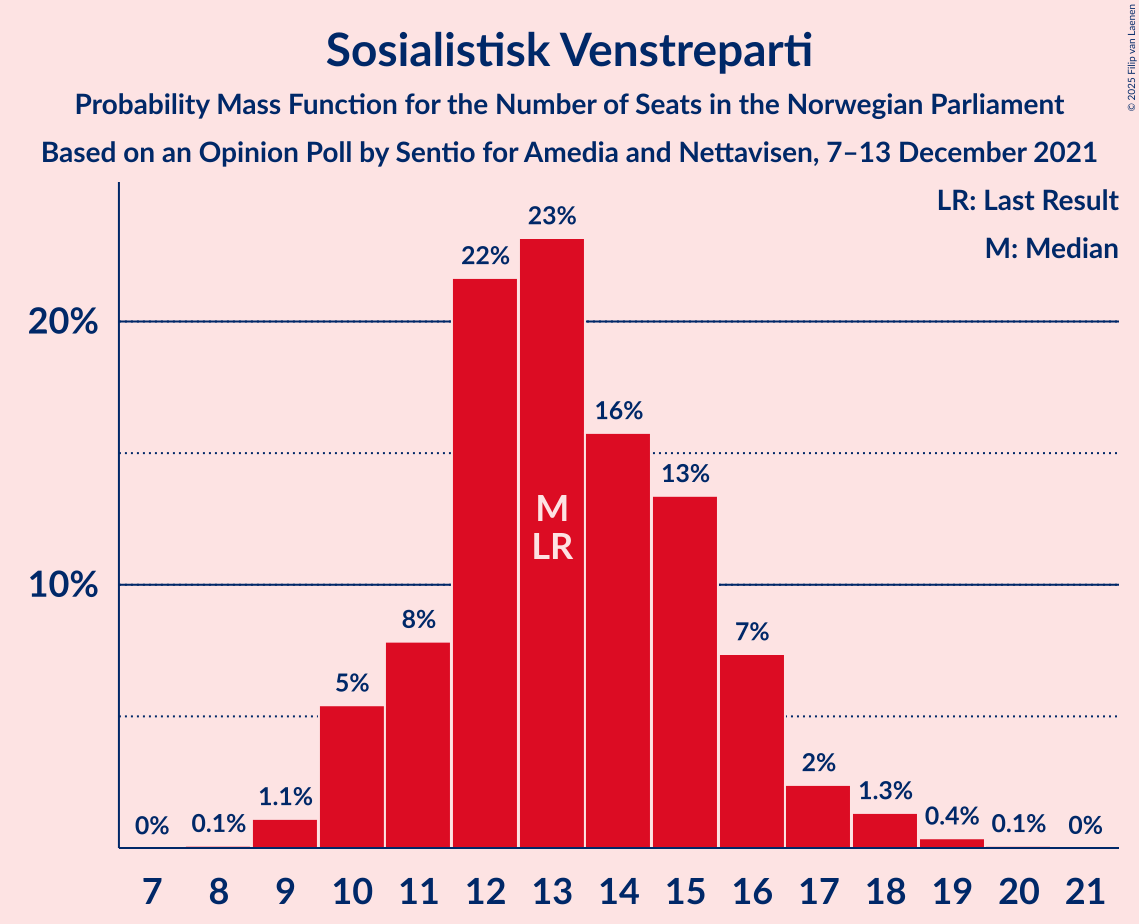 Sosialistisk Venstreparti
Probability Mass Function for the Number of Seats in the Norwegian Parliament
Based on an Opinion Poll by Sentio for Amedia and Nettavisen, 7–13 December 2021
© 2025 Filip van Laenen
LR: Last Result
M: Median
20%
10%
0%
0.1%
1.1%
5%
8%
22%
23%
16%
13%
7%
2%
1.3%
0.4%
0.1%
0%
M
LR
7 8 9 10 11 12 13 14 15 16 17 18 19 20 21